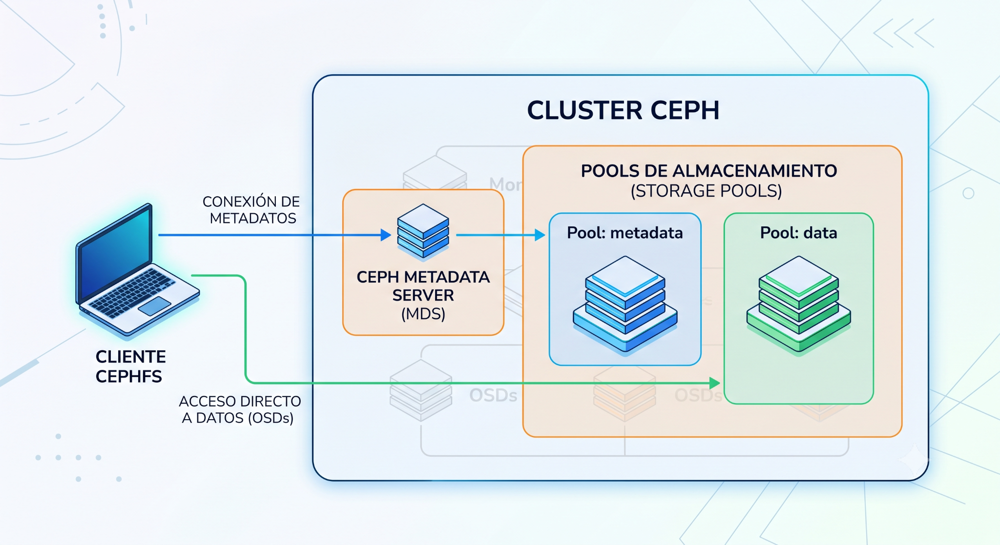 CLUSTER CEPH
POOLS DE ALMACENAMIENTO
(STORAGE POOLS)
CONEXIÓN DE
METADATOS
Pool: metadata
Pool: data
CEPH METADATA
SERVER
(MDS)
CLIENTE
CEPHFS
ACCESO DIRECTO
A DATOS (OSDs)
OSDs
OSDs